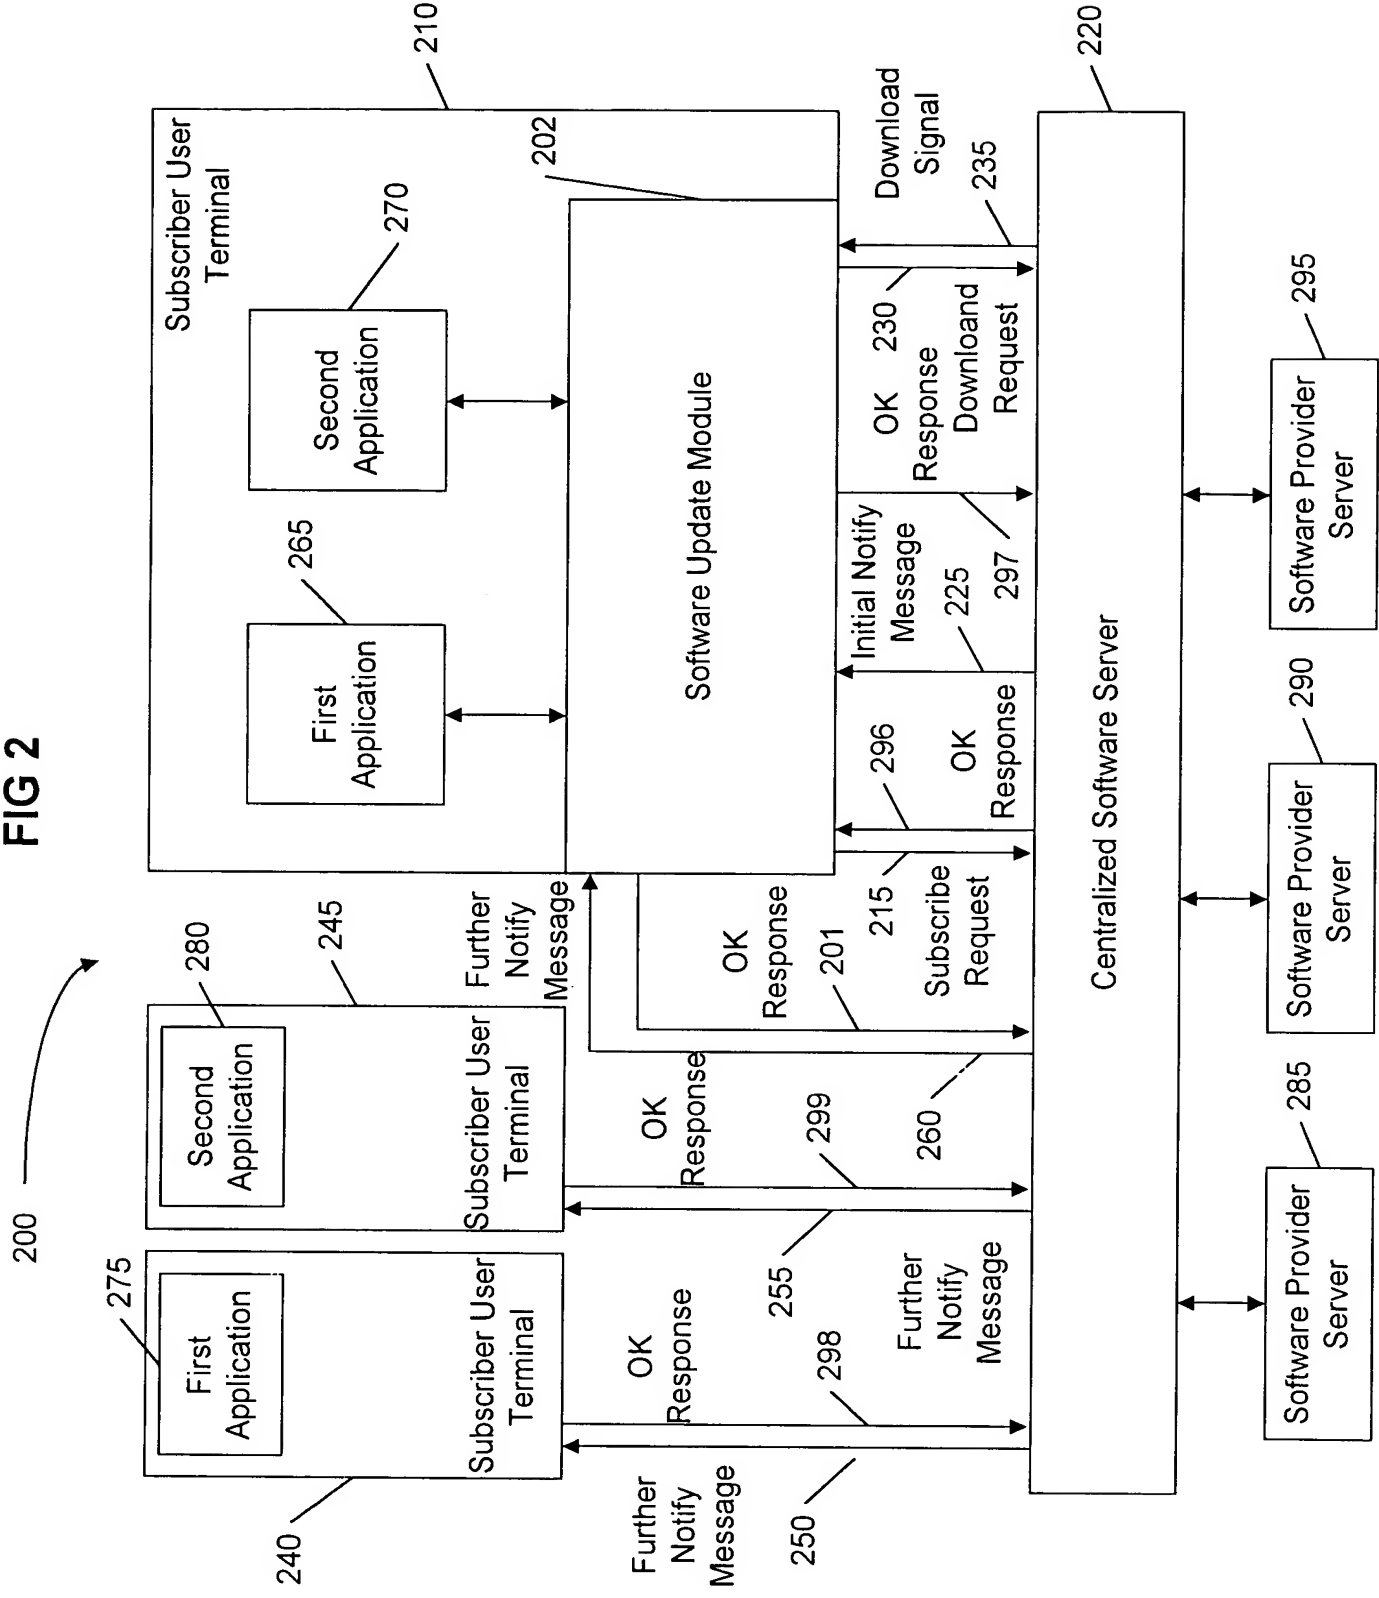 FIG 2
200
275
First
Application
Subscriber User
Terminal
240
280
Second
Application
Subscriber User
Terminal
245
Subscriber User
Terminal
210
First
Application
265
Second
Application
270
Software Update Module
202
Further
Notify
Message
250
OK
Response
298
Further
Notify
Message
255
OK
Response
299
260
Further
Notify
Message
OK
Response
201
Subscribe
Request
215
296
OK
Response
Initial Notify
Message
225
297
OK
Response
230
Downloand
Request
Download
Signal
235
Centralized Software Server
220
Software Provider
Server
285
Software Provider
Server
290
Software Provider
Server
295